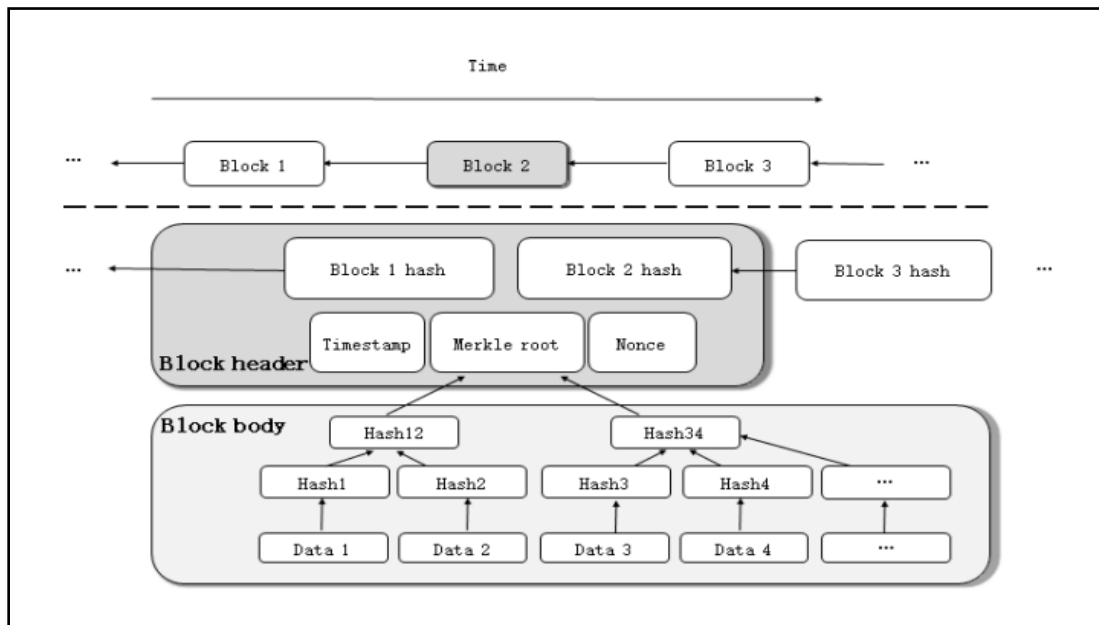 Time
... Block 1 Block 2 Block 3 ...
... Block 1 hash Block 2 hash Block 3 hash ...
Timestamp Merkle root Nonce
Block header
Block body
Hash12 Hash34
Hash1 Hash2 Hash3 Hash4 ...
Data 1 Data 2 Data 3 Data 4 ...